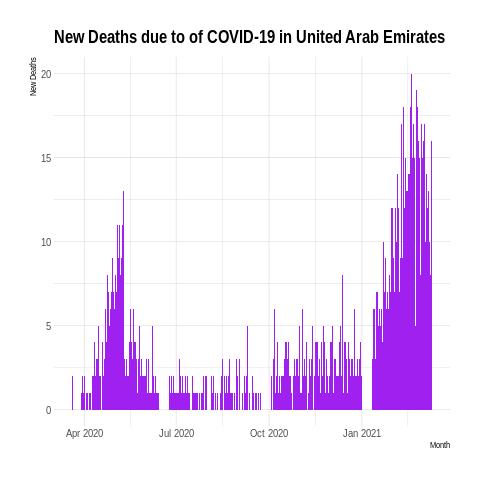 New Deaths due to of COVID-19 in United Arab Emirates
New Deaths
20
15
10
5
0
Apr 2020 Jul 2020 Oct 2020 Jan 2021
Month